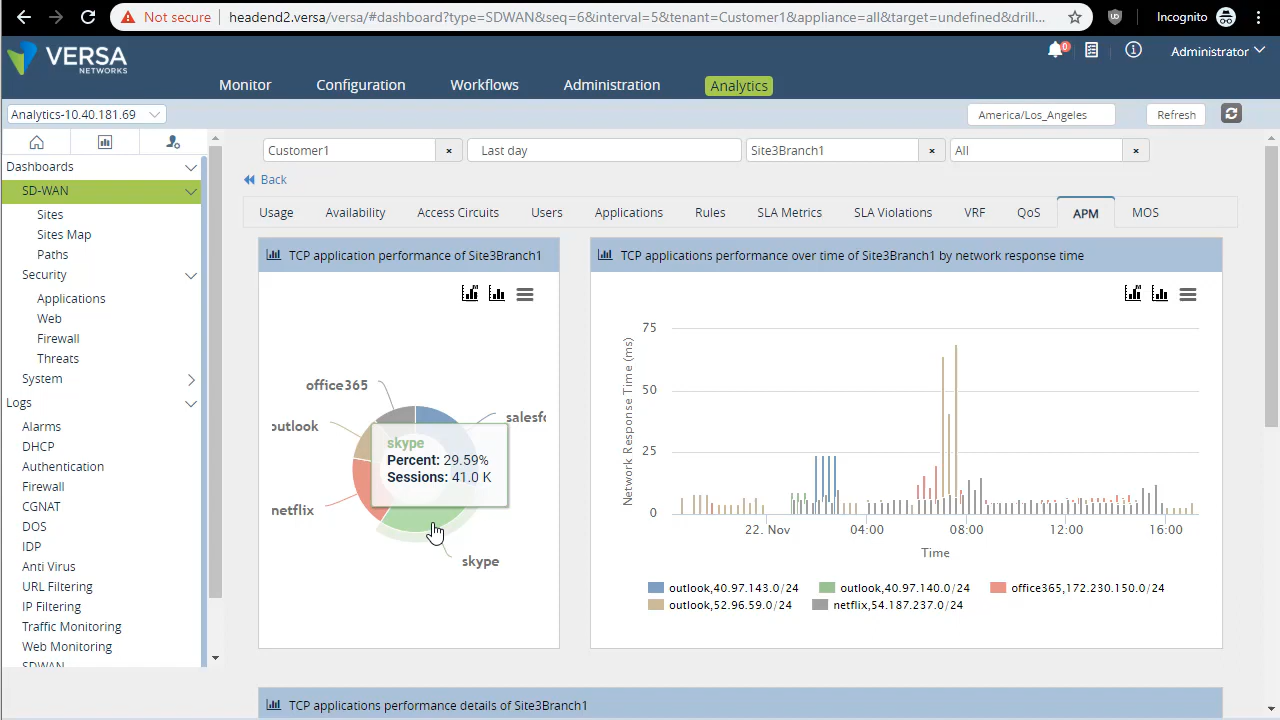 Not secure | headend2.versa/versa/#dashboard?type=SDWAN&seq=6&interval=5&tenant=Customer1&appliance=all&target=undefined&drill...
Incognito
VERSA
NETWORKS
0
Administrator
Monitor
Configuration
Workflows
Administration
Analytics
Analytics-10.40.181.69
America/Los_Angeles
Refresh
Dashboards
SD-WAN
Sites
Sites Map
Paths
Security
Applications
Web
Firewall
Threats
System
Logs
Alarms
DHCP
Authentication
Firewall
CGNAT
DOS
IDP
Anti Virus
URL Filtering
IP Filtering
Traffic Monitoring
Web Monitoring
SDWAN
Customer1 ×
Last day
Site3Branch1 ×
All ×
Back
Usage
Availability
Access Circuits
Users
Applications
Rules
SLA Metrics
SLA Violations
VRF
QoS
APM
MOS
TCP application performance of Site3Branch1
office365
salesfo
outlook
netflix
skype
skype
Percent: 29.59%
Sessions: 41.0 K
TCP applications performance over time of Site3Branch1 by network response time
Network Response Time (ms)
75
50
25
0
22. Nov
04:00
08:00
12:00
16:00
Time
outlook,40.97.143.0/24
outlook,40.97.140.0/24
office365,172.230.150.0/24
outlook,52.96.59.0/24
netflix,54.187.237.0/24
TCP applications performance details of Site3Branch1